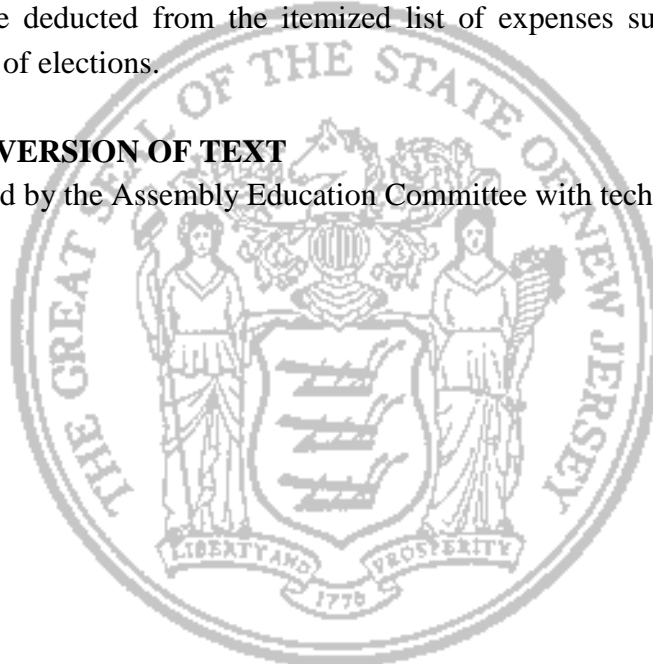 e deducted from the itemized list of expenses su
of elections.
VERSION OF TEXT
d by the Assembly Education Committee with tech
THE GREAT SEAL OF THE STATE OF NEW JERSEY
LIBERTY AND
PROSPERITY
1776